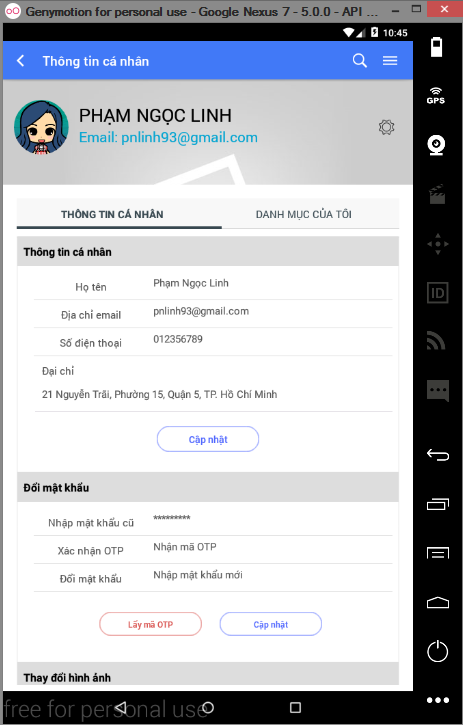 Genymotion for personal use - Google Nexus 7 - 5.0.0 - API ...
10:45
GPS
Thông tin cá nhân
PHẠM NGỌC LINH
Email: pnlinh93@gmail.com
THÔNG TIN CÁ NHÂN
DANH MỤC CỦA TÔI
Thông tin cá nhân
Họ tên Phạm Ngọc Linh
Địa chỉ email pnlinh93@gmail.com
Số điện thoại 012356789
Đại chỉ
21 Nguyễn Trãi, Phường 15, Quận 5, TP. Hồ Chí Minh
Cập nhật
Đổi mật khẩu
Nhập mật khẩu cũ *********
Xác nhận OTP Nhận mã OTP
Đổi mật khẩu Nhập mật khẩu mới
Lấy mã OTP Cập nhật
Thay đổi hình ảnh
free for personal use
ID